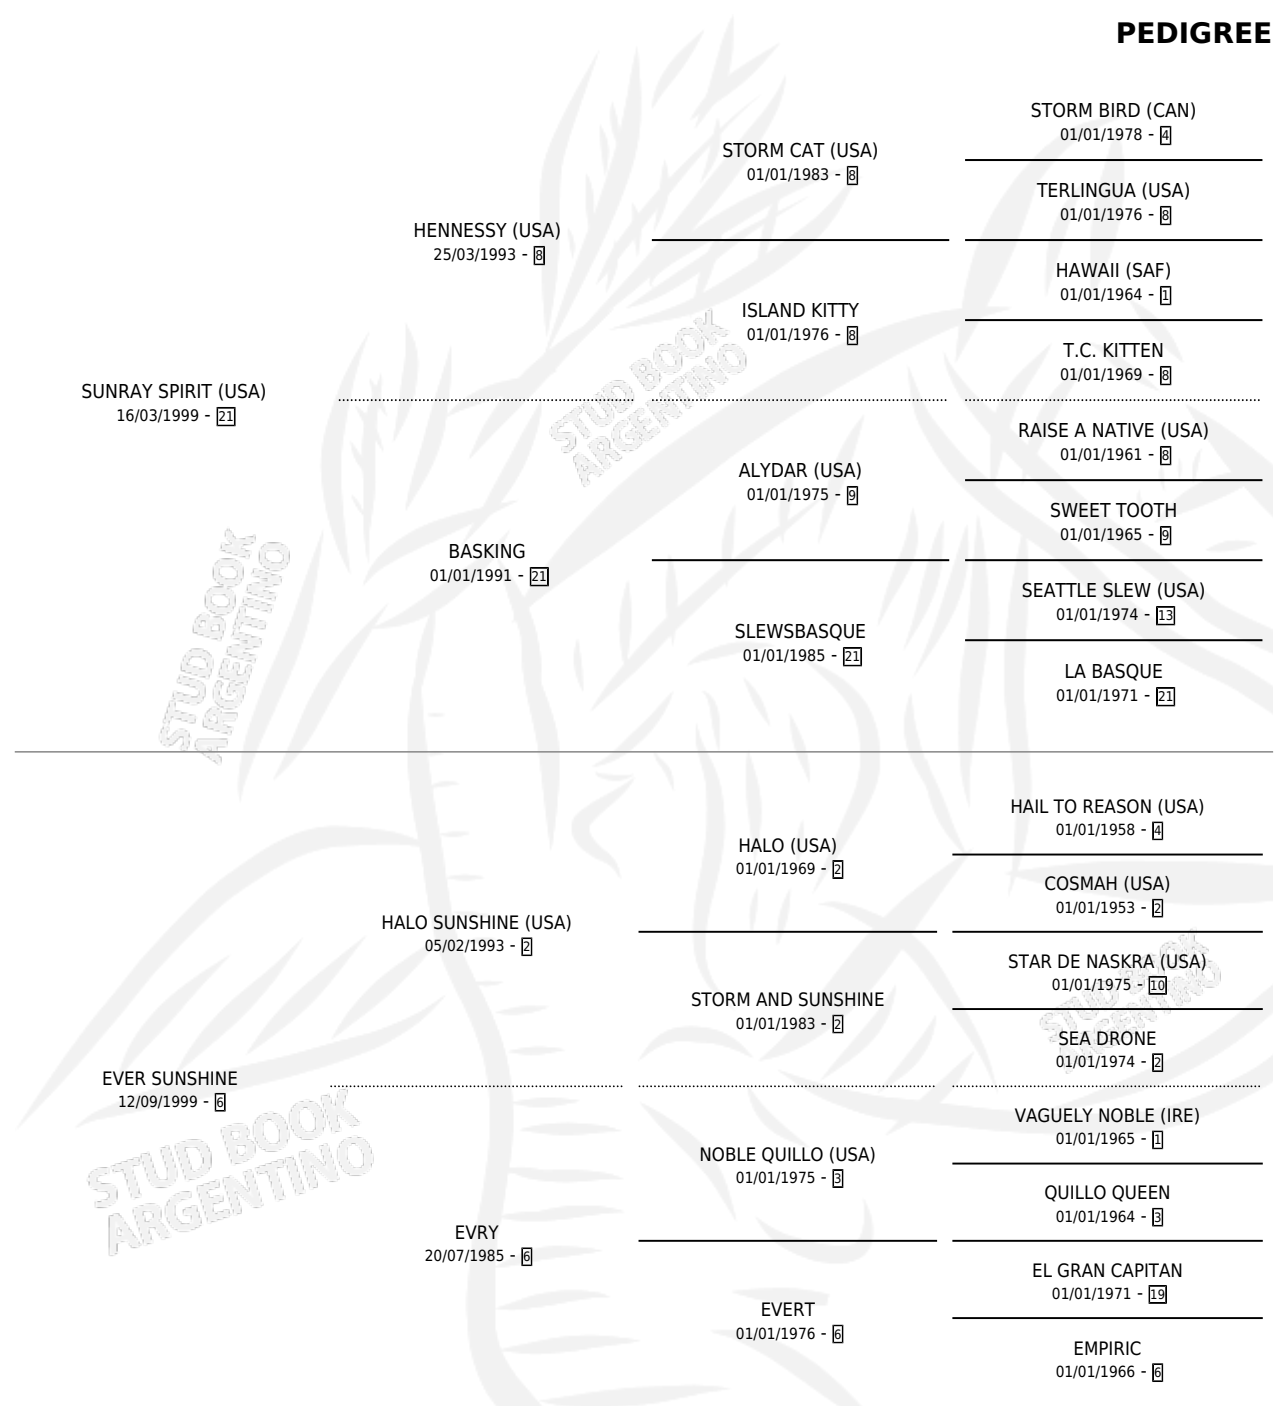 PEDIGREE
STORM BIRD (CAN)
01/01/1978 - 4
STORM CAT (USA)
01/01/1983 - 8
TERLINGUA (USA)
01/01/1976 - 8
HENNESSY (USA)
25/03/1993 - 8
HAWAII (SAF)
01/01/1964 - 1
ISLAND KITTY
01/01/1976 - 8
T.C. KITTEN
01/01/1969 - 8
SUNRAY SPIRIT (USA)
16/03/1999 - 21
STUD BOOK
ARGENTINO
RAISE A NATIVE (USA)
01/01/1961 - 8
ALYDAR (USA)
01/01/1975 - 9
SWEET TOOTH
01/01/1965 - 9
BASKING
01/01/1991 - 21
SEATTLE SLEW (USA)
01/01/1974 - 13
SLEWSBASQUE
01/01/1985 - 21
LA BASQUE
01/01/1971 - 21
STUD BOOK
ARGENTINO
HAIL TO REASON (USA)
01/01/1958 - 4
HALO (USA)
01/01/1969 - 2
COSMAH (USA)
01/01/1953 - 2
HALO SUNSHINE (USA)
05/02/1993 - 2
STAR DE NASKRA (USA)
01/01/1975 - 10
STORM AND SUNSHINE
01/01/1983 - 2
SEA DRONE
01/01/1974 - 2
STUD BOOK
ARGENTINO
EVER SUNSHINE
12/09/1999 - 6
STUD BOOK
ARGENTINO
VAGUELY NOBLE (IRE)
01/01/1965 - 1
NOBLE QUILLO (USA)
01/01/1975 - 3
QUILLO QUEEN
01/01/1964 - 3
EVRY
20/07/1985 - 6
EL GRAN CAPITAN
01/01/1971 - 19
EVERT
01/01/1976 - 6
EMPIRIC
01/01/1966 - 6